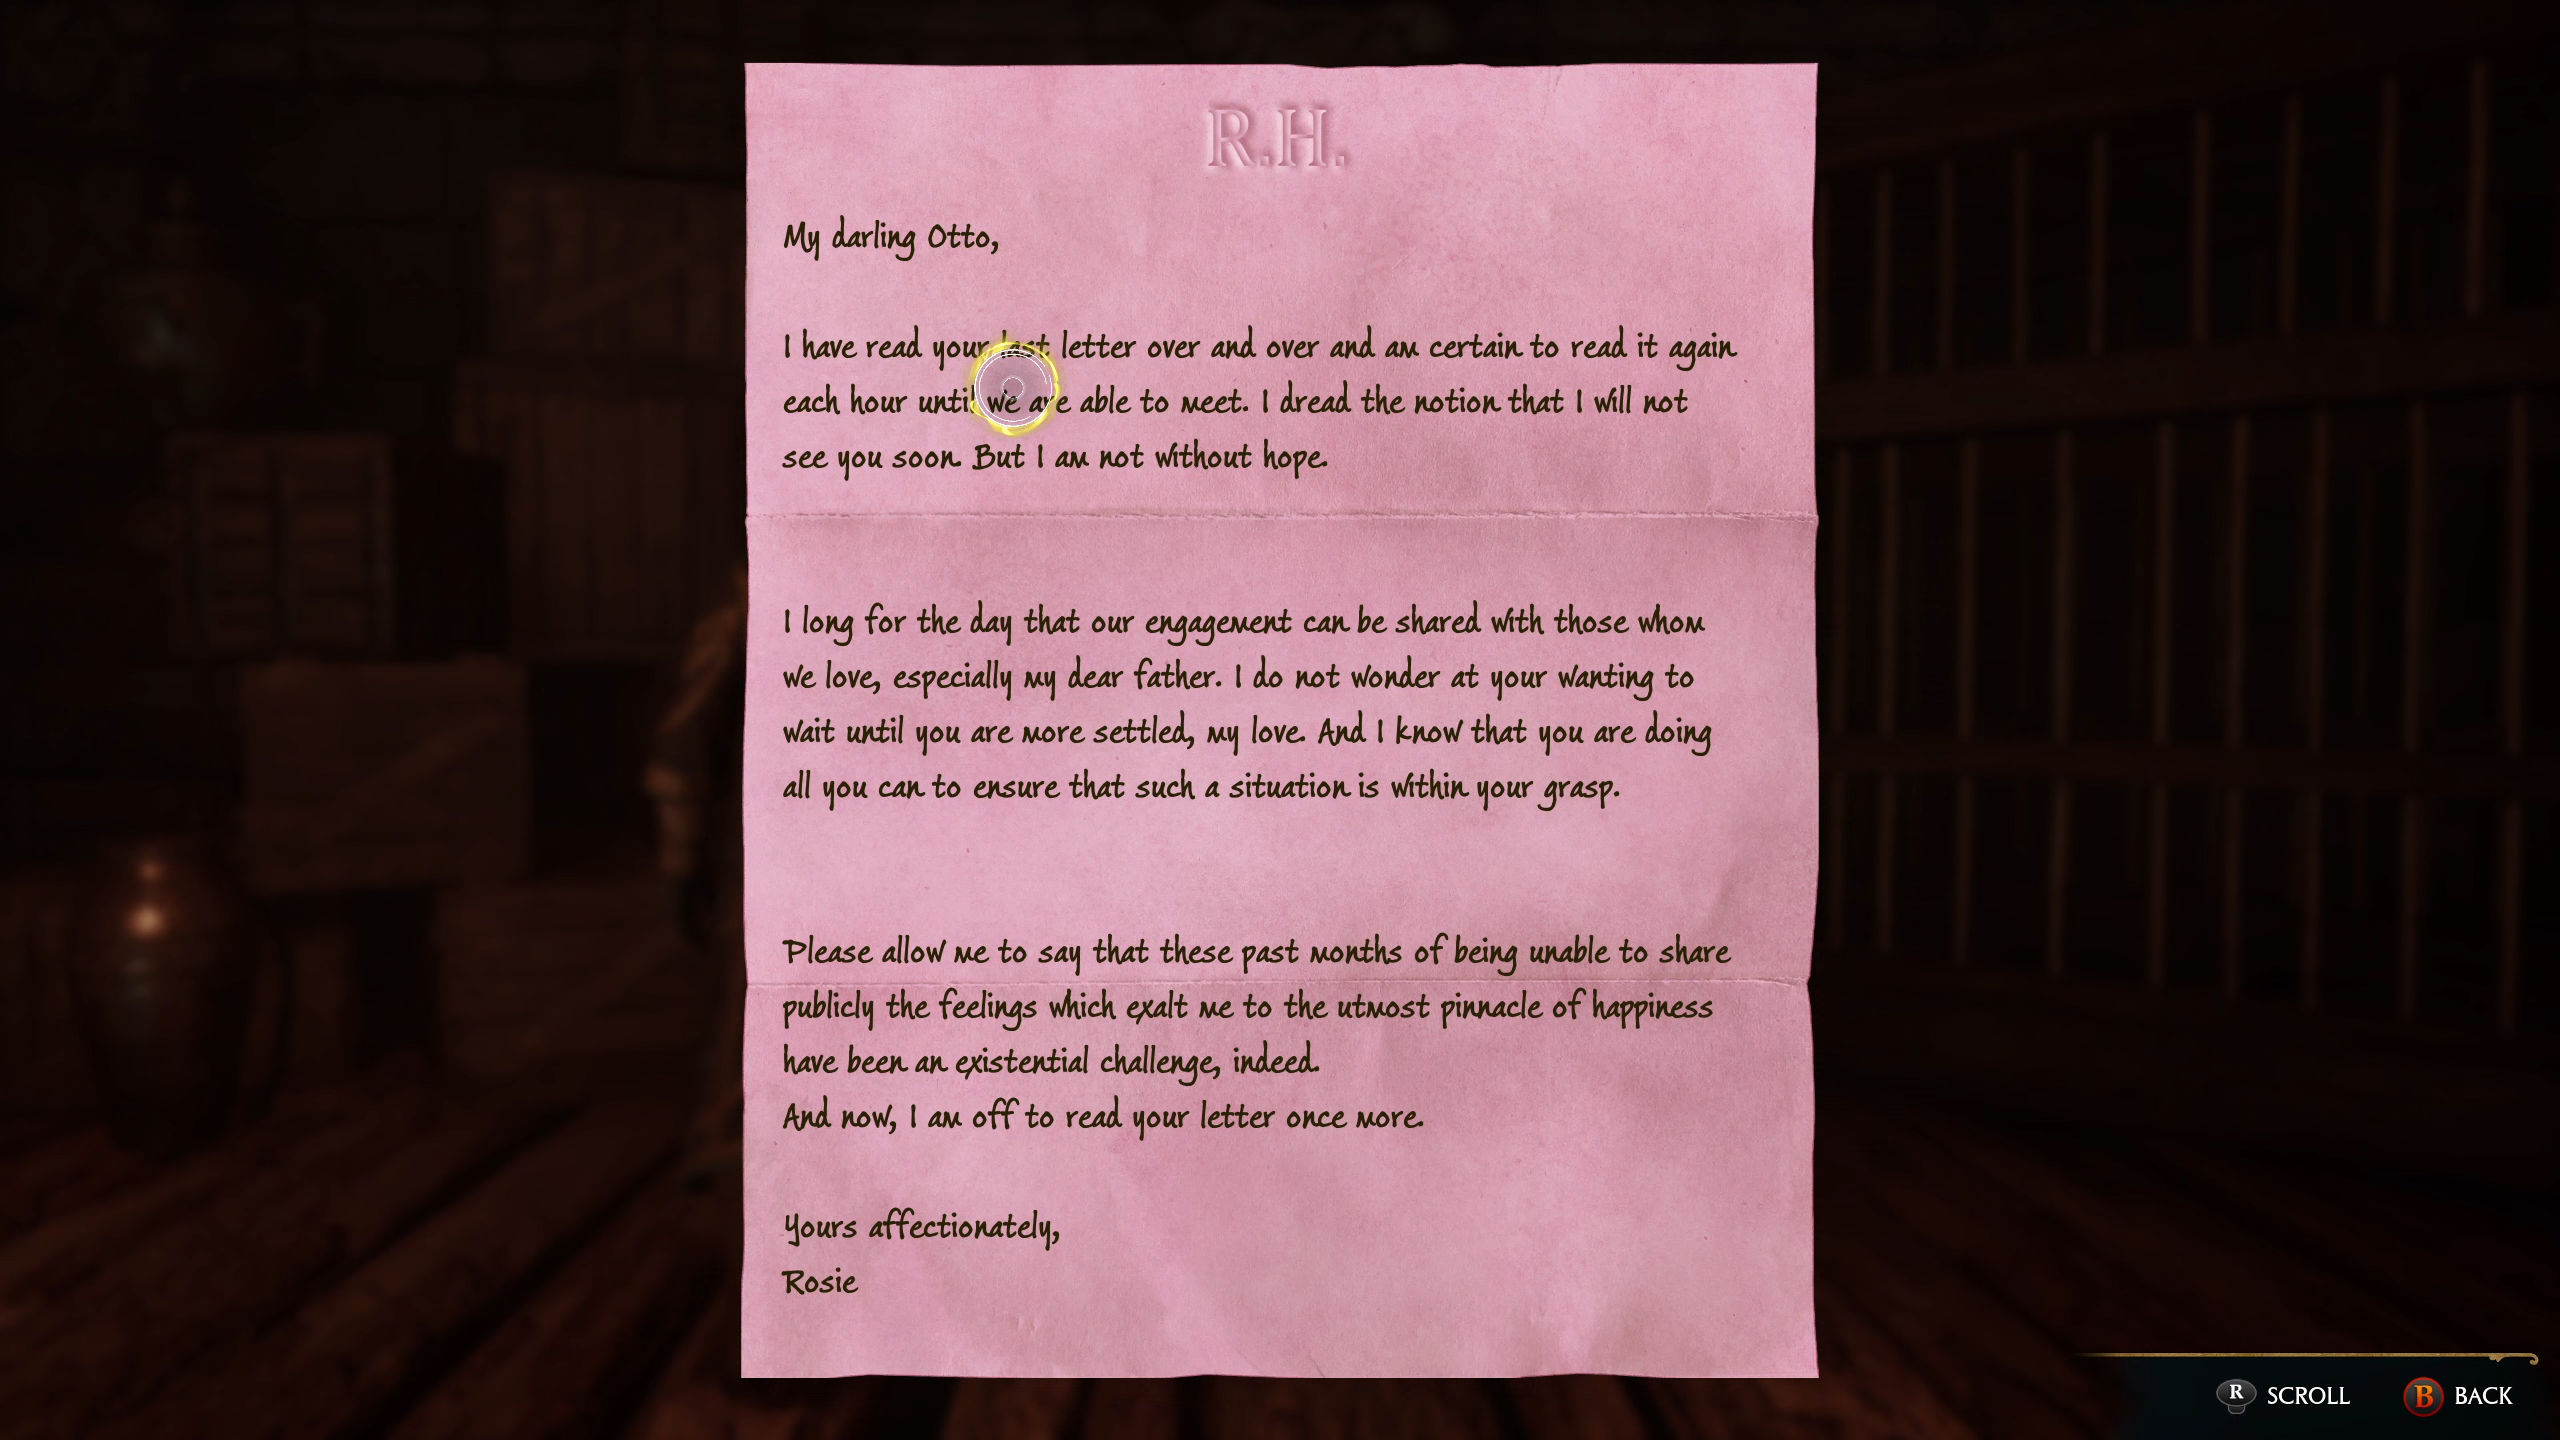 R.H.
My darling Otto,
I have read your last letter over and over and am certain to read it again
each hour until we are able to meet. I dread the notion that I will not
see you soon. But I am not without hope.
I long for the day that our engagement can be shared with those whom
we love, especially my dear father. I do not wonder at your wanting to
wait until you are more settled, my love. And I know that you are doing
all you can to ensure that such a situation is within your grasp.
Please allow me to say that these past months of being unable to share
publicly the feelings which exalt me to the utmost pinnacle of happiness
have been an existential challenge, indeed.
And now, I am off to read your letter once more.
Yours affectionately,
Rosie
R SCROLL B BACK